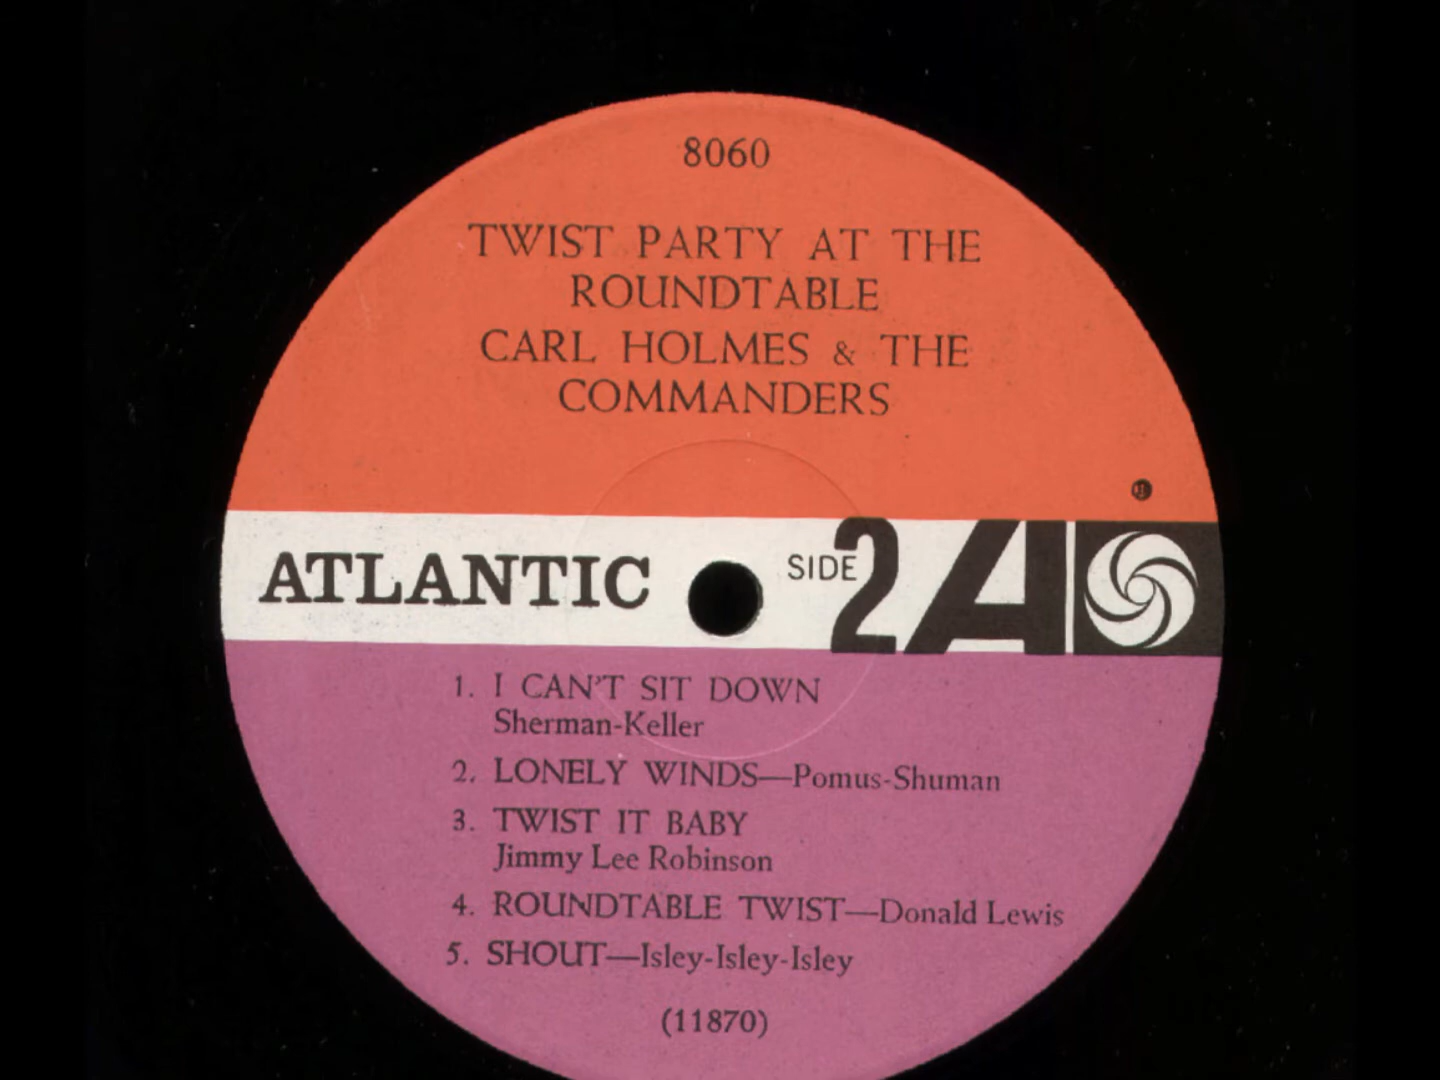 8060
TWIST PARTY AT THE
ROUNDTABLE
CARL HOLMES & THE
COMMANDERS
ATLANTIC SIDE 2 A
1. I CAN'T SIT DOWN
Sherman-Keller
2. LONELY WINDS—Pomus-Shuman
3. TWIST IT BABY
Jimmy Lee Robinson
4. ROUNDTABLE TWIST—Donald Lewis
5. SHOUT—Isley-Isley-Isley
(11870)